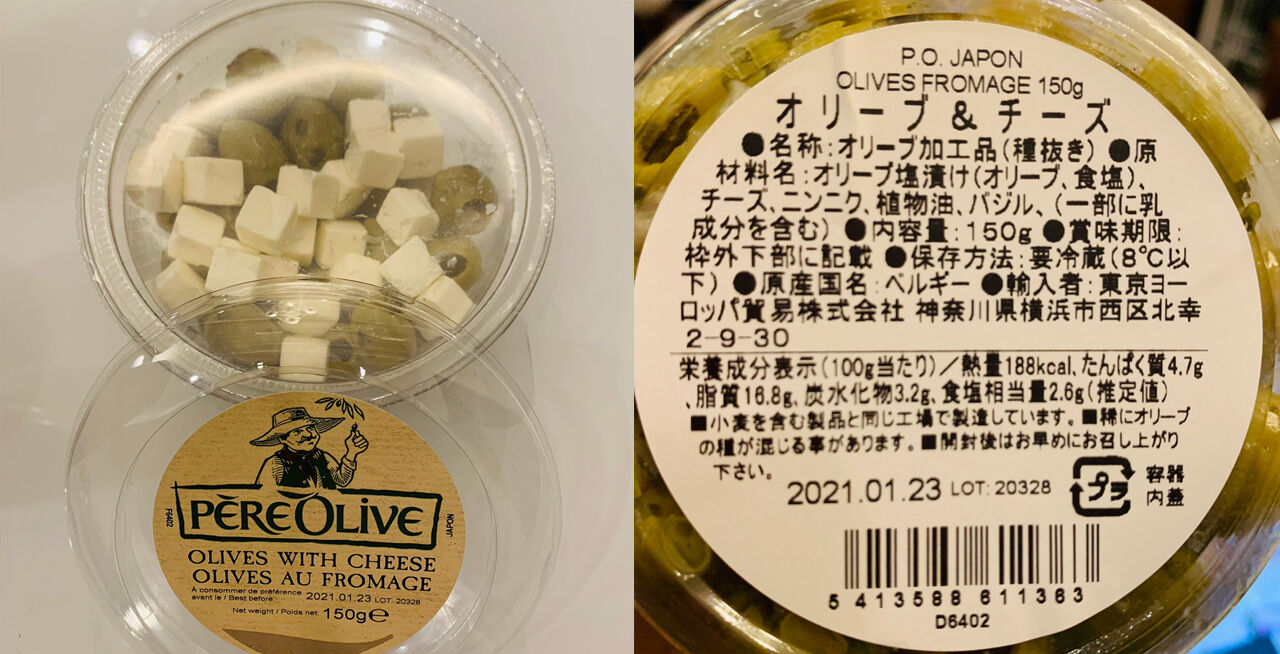 F6402
JAPON
PÈRE OLIVE
OLIVES WITH CHEESE
OLIVES AU FROMAGE
À consommer de préférence
avant le / Best before 2021.01.23 LOT: 20328
Net weight / Poids net. 150g℮
P.O. JAPON
OLIVES FROMAGE 150g
オリーブ&チーズ
●名称:オリーブ加工品(種抜き) ●原
材料名:オリーブ塩漬け(オリーブ、食塩)、
チーズ、ニンニク、植物油、バジル、(一部に乳
成分を含む) ●内容量:150g ●賞味期限:
枠外下部に記載 ●保存方法:要冷蔵(8℃以
下) ●原産国名:ベルギー ●輸入者:東京ヨー
ロッパ貿易株式会社 神奈川県横浜市西区北幸
2-9-30
栄養成分表示(100g当たり)/熱量188kcal、たんぱく質4.7g
、脂質16.8g、炭水化物3.2g、食塩相当量2.6g(推定値)
■小麦を含む製品と同じ工場で製造しています。■稀にオリーブ
の種が混じる事があります。■開封後はお早めにお召し上がり
下さい。
2021.01.23 LOT: 20328
プラ
容器
内蓋
5 413588 611363
D6402